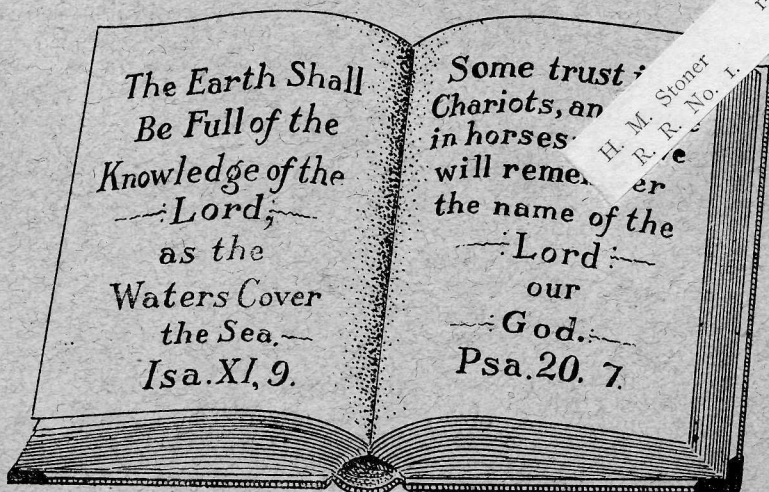 The Earth Shall
Be Full of the
Knowledge of the
Lord,
as the
Waters Cover
the Sea.
Isa. XI, 9.
Some trust
Chariots, an
in horses:
will reme er
the name of the
Lord
our
God.
Psa. 20. 7.
H. M. Stoner
R. R. No. 1.